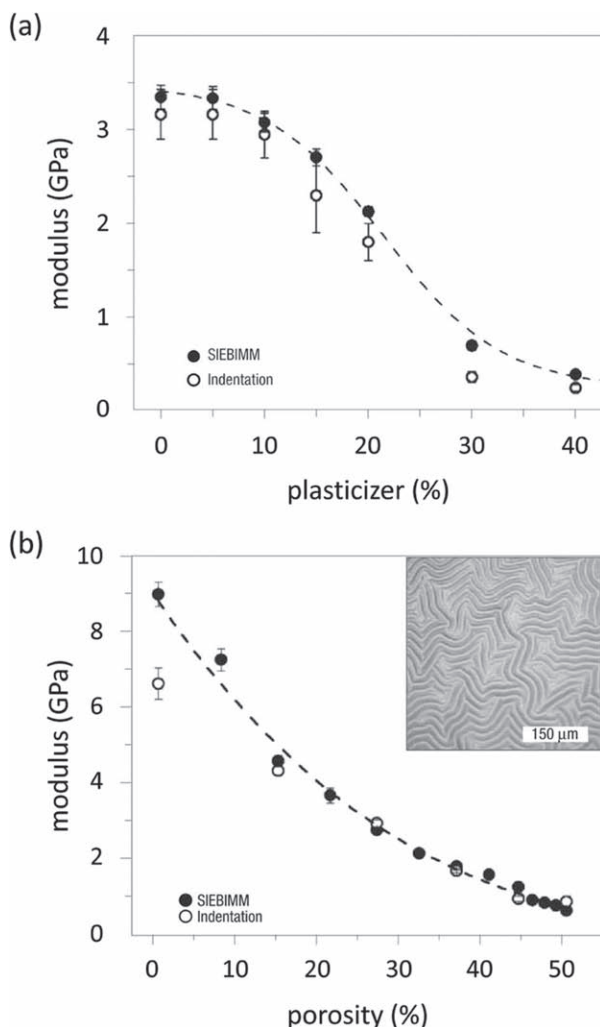 (a)
4
3
2
1
0
modulus (GPa)
SIEBIMM
Indentation
0 10 20 30 40
plasticizer (%)
(b)
10
8
6
4
2
0
modulus (GPa)
150 μm
SIEBIMM
Indentation
0 10 20 30 40 50
porosity (%)